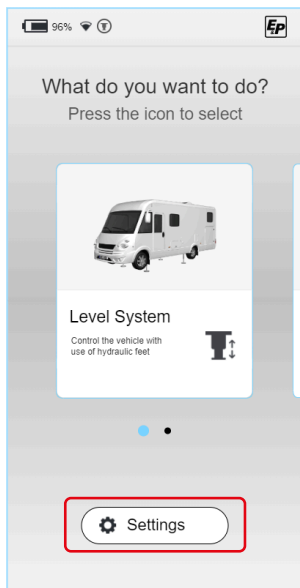 96%
EP
What do you want to do?
Press the icon to select
Level System
Control the vehicle with
use of hydraulic feet
Settings